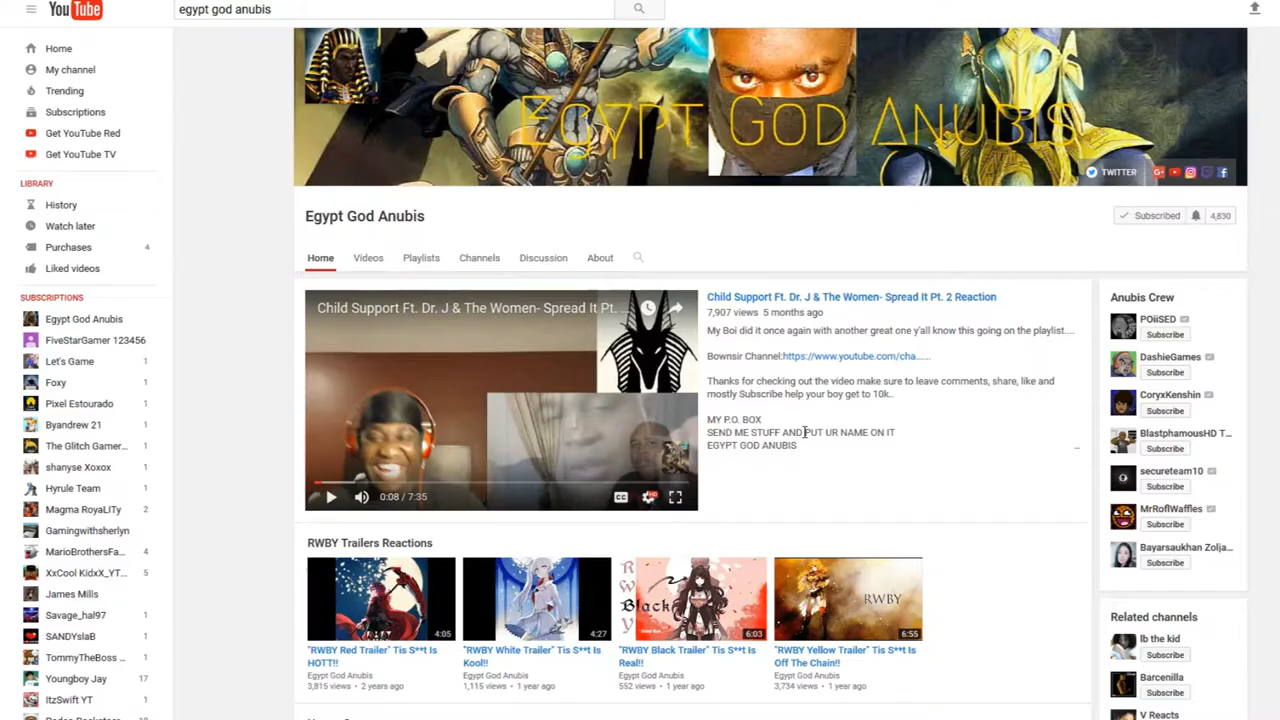 YouTube
egypt god anubis
Home
My channel
Trending
Subscriptions
Get YouTube Red
Get YouTube TV
LIBRARY
History
Watch later
Purchases 4
Liked videos
SUBSCRIPTIONS
Egypt God Anubis
FiveStarGamer 123456
Let's Game 1
Foxy 1
Pixel Estourado 1
Byandrew 21 1
The Glitch Gamer... 1
shanyse Xoxox 1
Hyrule Team 1
Magma RoyaLITy 2
Gamingwithsherlyn 1
MarioBrothersFa... 4
XxCool KidxX_YT... 5
James Mills
Savage_hal97 1
SANDYslaB 1
TommyTheBoss ... 1
Youngboy Jay 17
ItzSwift YT 1
EGYPT GOD ANUBIS
TWITTER
Egypt God Anubis
Subscribed 4,830
Home Videos Playlists Channels Discussion About
Child Support Ft. Dr. J & The Women- Spread It Pt. ...
0:08 / 7:35
CC
HD
Child Support Ft. Dr. J & The Women- Spread It Pt. 2 Reaction
7,907 views 5 months ago
My Boi did it once again with another great one y'all know this going on the playlist....
Bownsir Channel:https://www.youtube.com/cha......
Thanks for checking out the video make sure to leave comments, share, like and
mostly Subscribe help your boy get to 10k..
MY P.O. BOX
SEND ME STUFF AND PUT UR NAME ON IT
EGYPT GOD ANUBIS
...
RWBY Trailers Reactions
4:05
"RWBY Red Trailer" Tis S**t Is
HOTT!!
Egypt God Anubis
3,815 views • 2 years ago
4:27
"RWBY White Trailer" Tis S**t Is
Kool!!
Egypt God Anubis
1,115 views • 1 year ago
RWBY
Black
6:03
"RWBY Black Trailer" Tis S**t Is
Real!!
Egypt God Anubis
552 views • 1 year ago
RWBY
6:55
"RWBY Yellow Trailer" Tis S**t Is
Off The Chain!!
Egypt God Anubis
3,734 views • 1 year ago
Anubis Crew
POiiSED
Subscribe
DashieGames
Subscribe
CoryxKenshin
Subscribe
BlastphamousHD T...
Subscribe
secureteam10
Subscribe
MrRoflWaffles
Subscribe
Bayarsaukhan Zolja...
Subscribe
Related channels
lb the kid
Subscribe
Barcenilla
Subscribe
V Reacts
Subscribe